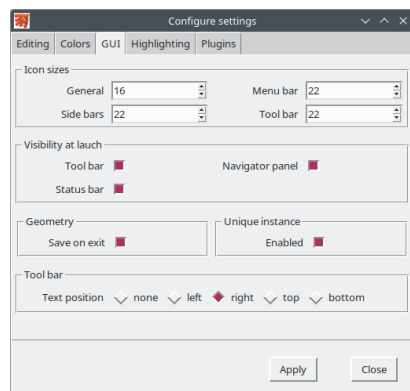 Configure settings
Editing Colors GUI Highlighting Plugins
Icon sizes
General 16 Menu bar 22
Side bars 22 Tool bar 22
Visibility at lauch
Tool bar Navigator panel
Status bar
Geometry Unique instance
Save on exit Enabled
Tool bar
Text position none left right top bottom
Apply Close